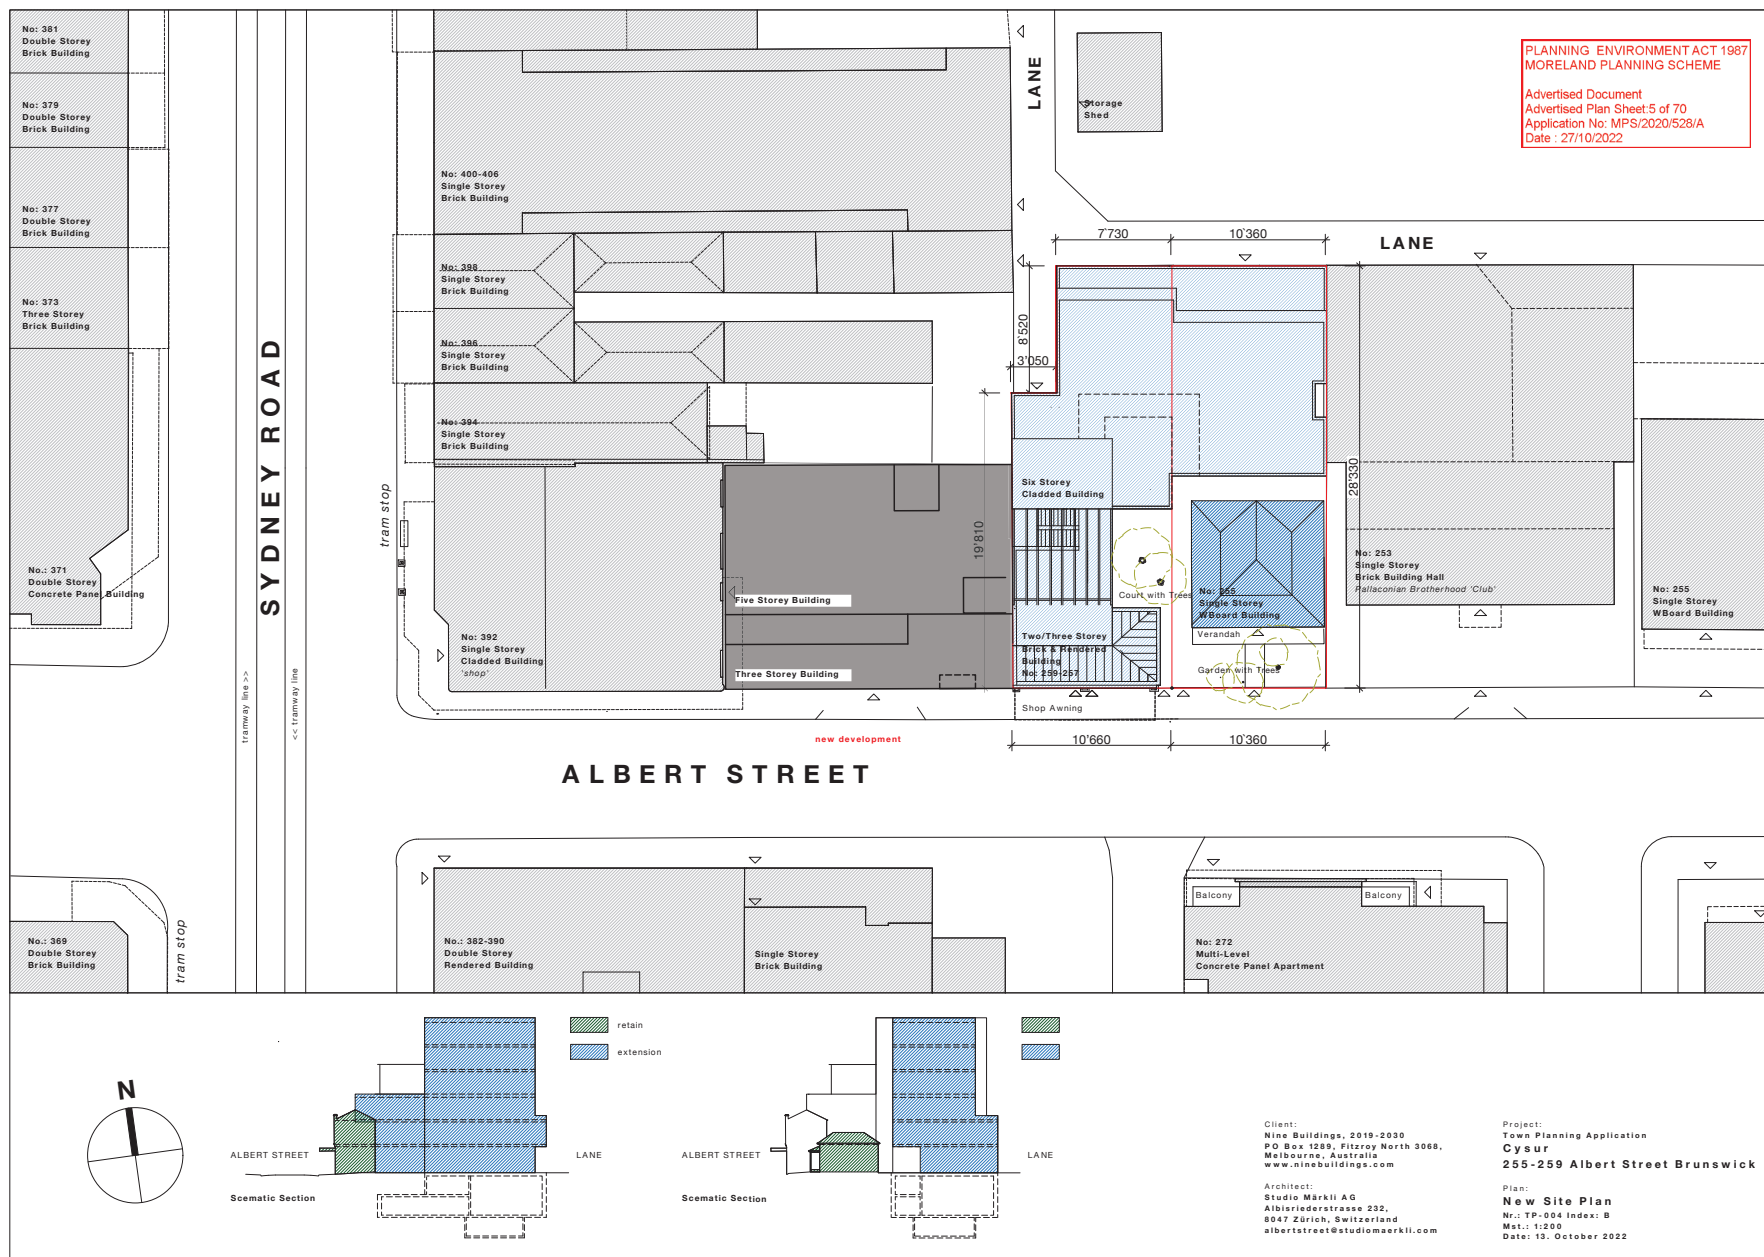 No: 381
Double Storey
Brick Building
No: 379
Double Storey
Brick Building
No: 377
Double Storey
Brick Building
No: 373
Three Storey
Brick Building
No.: 371
Double Storey
Concrete Panel Building
SYDNEY ROAD
tramway line >>
<< tramway line
tram stop
No: 400-406
Single Storey
Brick Building
No: 398
Single Storey
Brick Building
No: 396
Single Storey
Brick Building
No: 394
Single Storey
Brick Building
No: 392
Single Storey
Cladded Building
'shop'
Five Storey Building
Three Storey Building
new development
LANE
Storage
Shed
PLANNING ENVIRONMENT ACT 1987
MORELAND PLANNING SCHEME
Advertised Document
Advertised Plan Sheet:5 of 70
Application No: MPS/2020/528/A
Date : 27/10/2022
LANE
7'730
10'360
8'520
3'050
19'810
28'330
Six Storey
Cladded Building
Court with Trees
Two/Three Storey
Brick & Rendered
Building
No: 259-257
Shop Awning
No: 255
Single Storey
WBoard Building
Verandah
Garden with Trees
No: 253
Single Storey
Brick Building Hall
Pallaconian Brotherhood 'Club'
No: 255
Single Storey
WBoard Building
10'660
10'360
ALBERT STREET
No.: 369
Double Storey
Brick Building
tram stop
No.: 382-390
Double Storey
Rendered Building
Single Storey
Brick Building
Balcony
Balcony
No: 272
Multi-Level
Concrete Panel Apartment
N
retain
extension
ALBERT STREET
LANE
Scematic Section
ALBERT STREET
LANE
Scematic Section
Client:
Nine Buildings, 2019-2030
PO Box 1289, Fitzroy North 3068,
Melbourne, Australia
www.ninebuildings.com
Architect:
Studio Märkli AG
Albisriederstrasse 232,
8047 Zürich, Switzerland
albertstreet@studiomaerkli.com
Project:
Town Planning Application
Cysur
255-259 Albert Street Brunswick
Plan:
New Site Plan
Nr.: TP-004 Index: B
Mst.: 1:200
Date: 13. October 2022